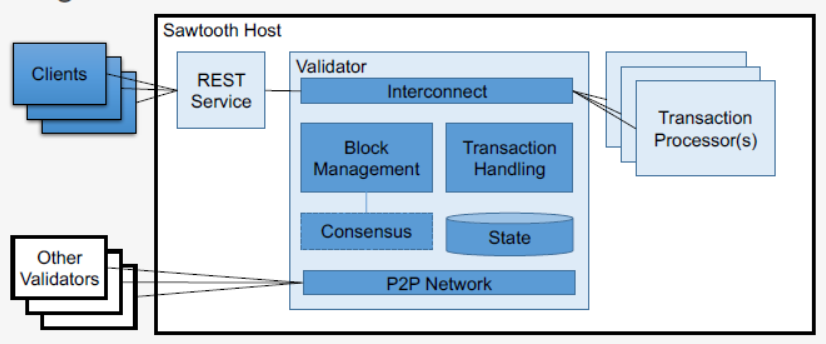 Sawtooth Host
Clients
REST
Service
Validator
Interconnect
Transaction
Processor(s)
Block
Management
Transaction
Handling
Consensus
State
Other
Validators
P2P Network